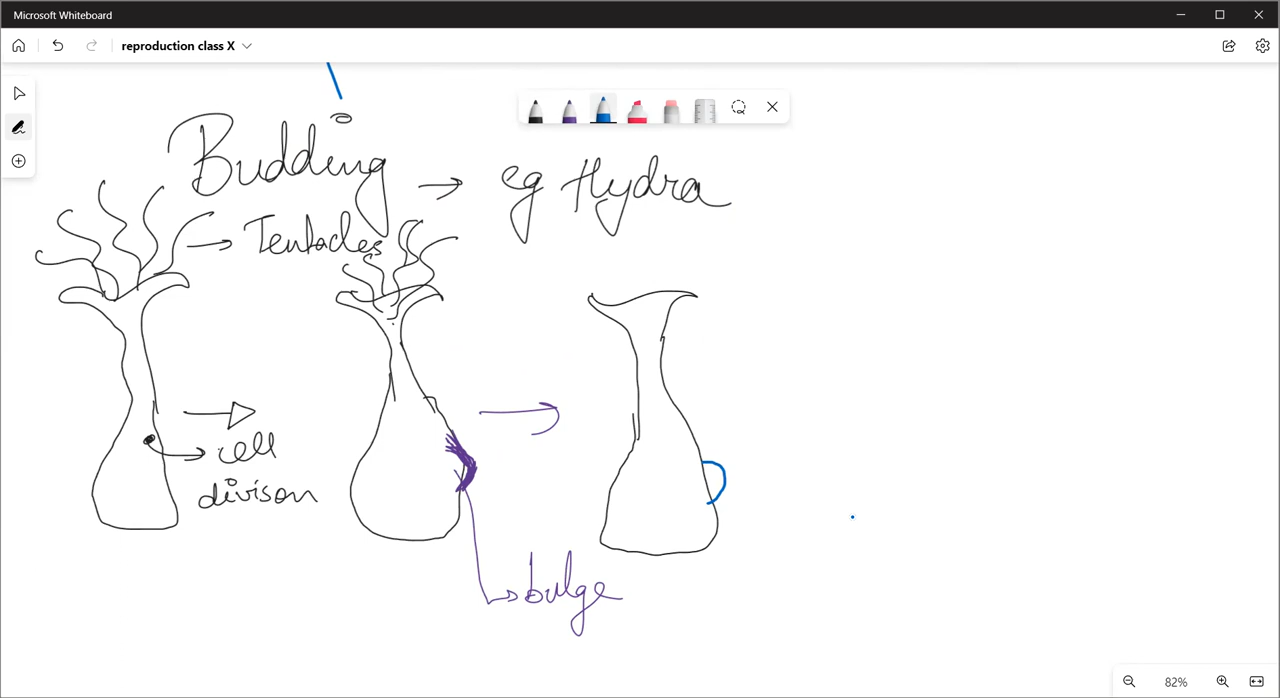 Microsoft Whiteboard
reproduction class X
Budding → eg Hydra
→ Tentacles
cell
divison
bulge
82%